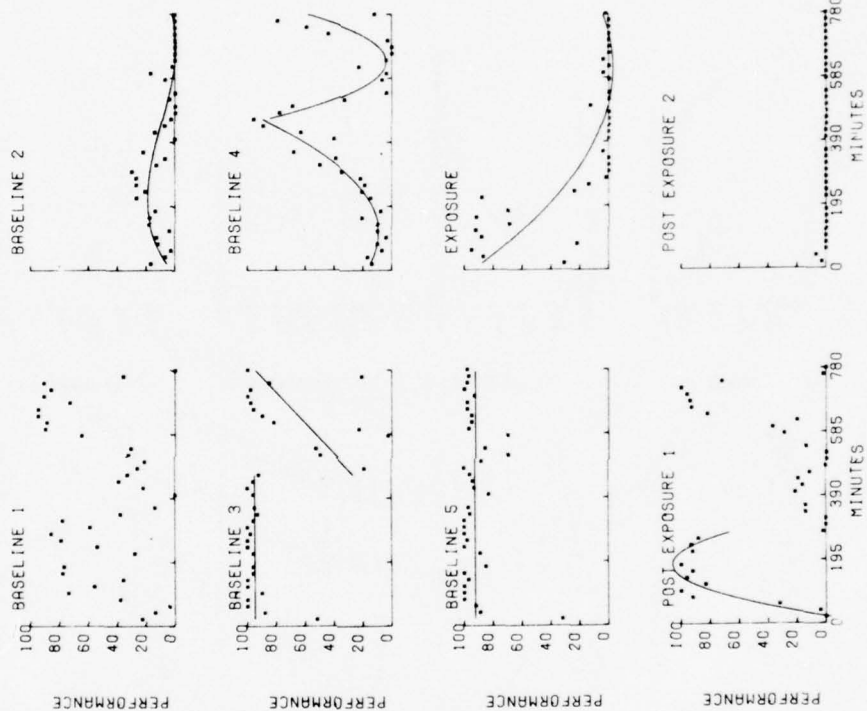 BASELINE 1
BASELINE 2
PERFORMANCE
100
80
60
40
20
0
BASELINE 3
BASELINE 4
PERFORMANCE
100
80
60
40
20
0
BASELINE 5
EXPOSURE
PERFORMANCE
100
80
60
40
20
0
POST EXPOSURE 1
POST EXPOSURE 2
PERFORMANCE
100
80
60
40
20
0
0 195 390 585 780
MINUTES
0 195 390 585 780
MINUTES